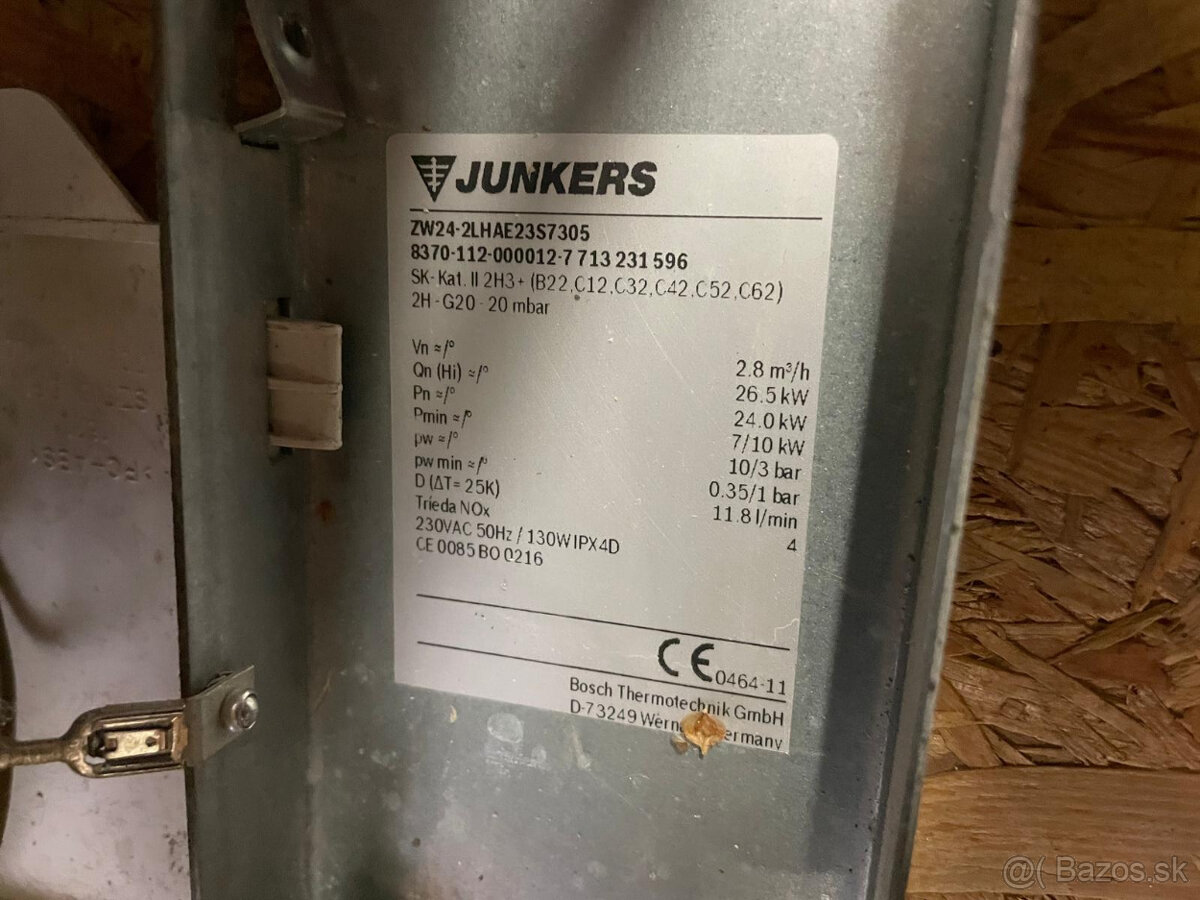 JUNKERS
ZW24-2LHAE23S7305
8370-112-000012-7 713 231 596
SK- Kat. II 2H3+ (B22,C12,C32,C42,C52,C62)
2H - G20 - 20 mbar
Vn ≈/° 2.8 m³/h
Qn (Hi) ≈/° 26.5 kW
Pn ≈/° 24.0 kW
Pmin ≈/° 7/10 kW
pw ≈/° 10/3 bar
pw min ≈/° 0.35/1 bar
D (ΔT= 25K) 11.8 l/min
Trieda NOx 4
230VAC 50Hz / 130W IPX4D
CE 0085 BO 0216
CE 0464-11
Bosch Thermotechnik GmbH
D-73249
@( Bazos.sk